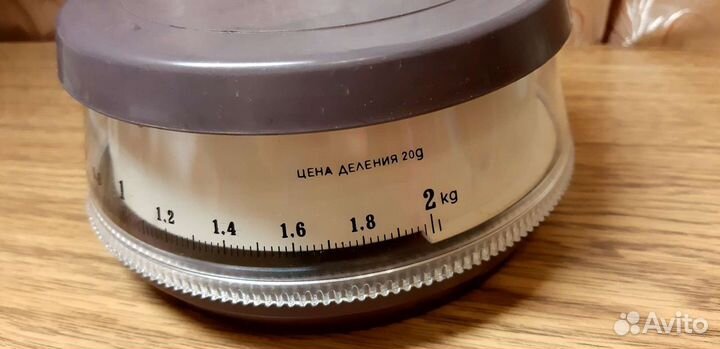 ЦЕНА ДЕЛЕНИЯ 20g
1 1.2 1.4 1.6 1.8 2 kg
Avito